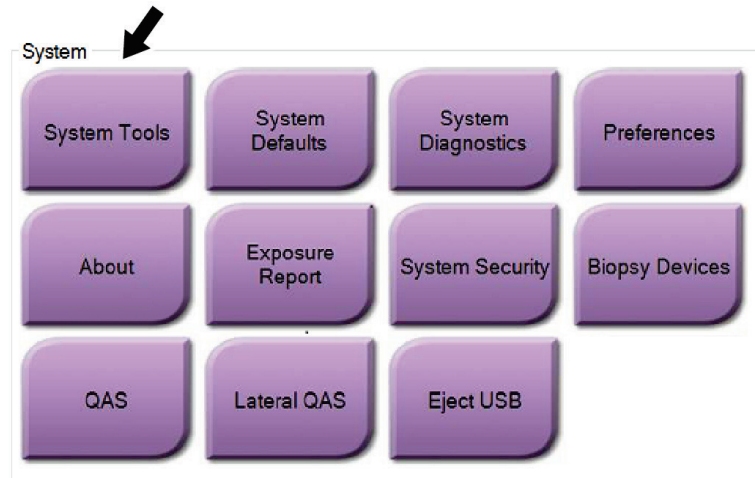 System
System Tools
System
Defaults
System
Diagnostics
Preferences
About
Exposure
Report
System Security
Biopsy Devices
QAS
Lateral QAS
Eject USB